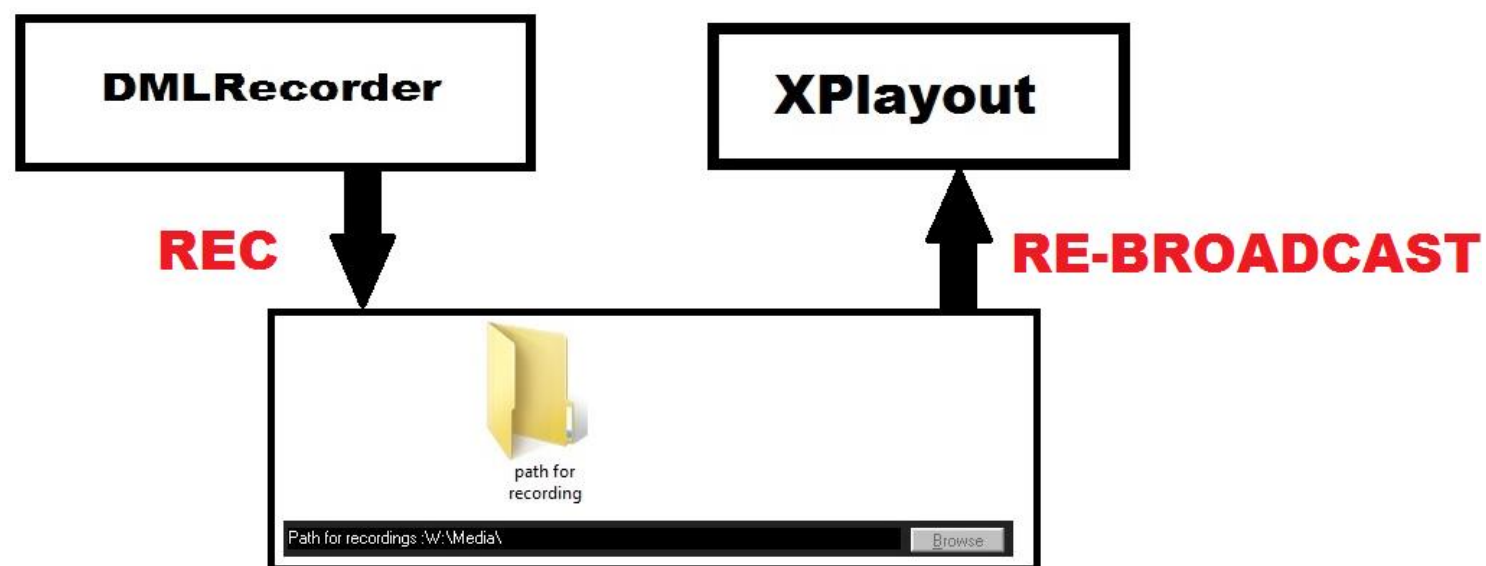 DMLRecorder
XPlayout
REC
RE-BROADCAST
path for
recording
Path for recordings :W:\Media\
Browse